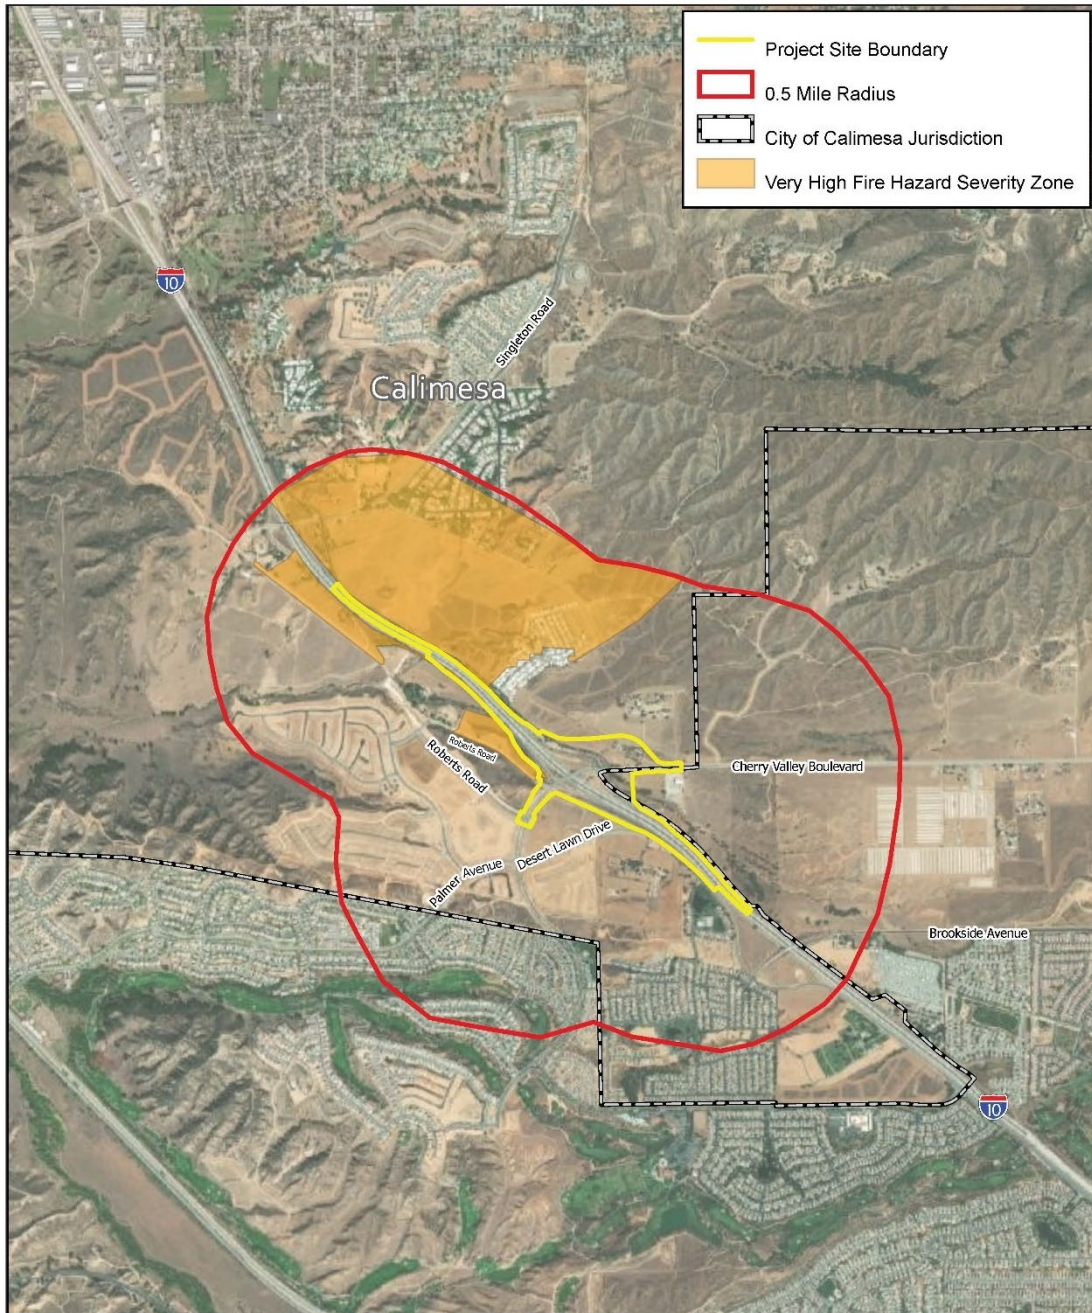 Project Site Boundary
0.5 Mile Radius
City of Calimesa Jurisdiction
Very High Fire Hazard Severity Zone
10
Singleton Road
Calimesa
Roberts Road
Roberts Road
Cherry Valley Boulevard
Desert Lawn Drive
Palmer Avenue
Brookside Avenue
10